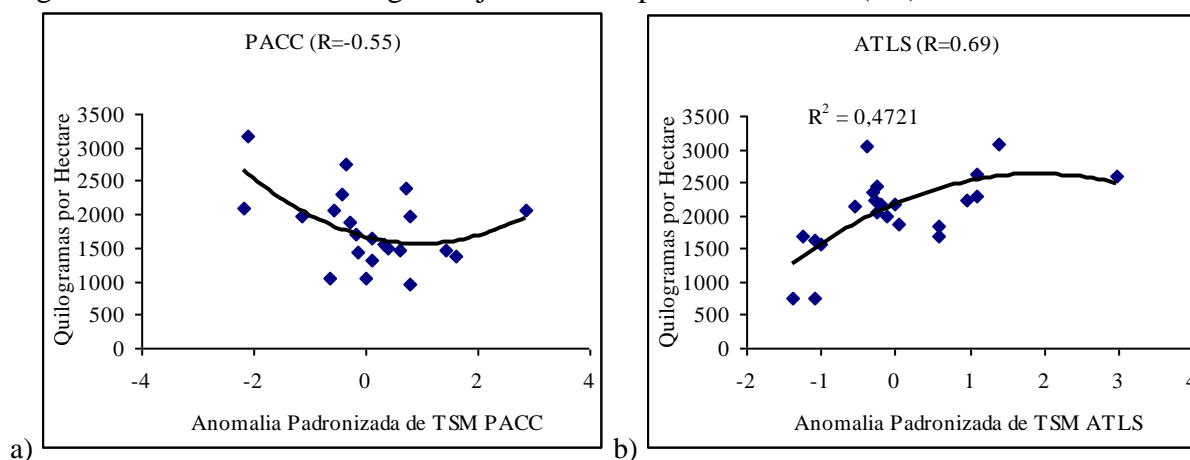 PACC (R=-0.55)
Quilogramas por Hectare
3500
3000
2500
2000
1500
1000
500
0
-4 -2 0 2 4
Anomalia Padronizada de TSM PACC
a)
ATLS (R=0.69)
R² = 0,4721
Quilogramas por Hectare
3500
3000
2500
2000
1500
1000
500
0
-2 -1 0 1 2 3 4
Anomalia Padronizada de TSM ATLS
b)